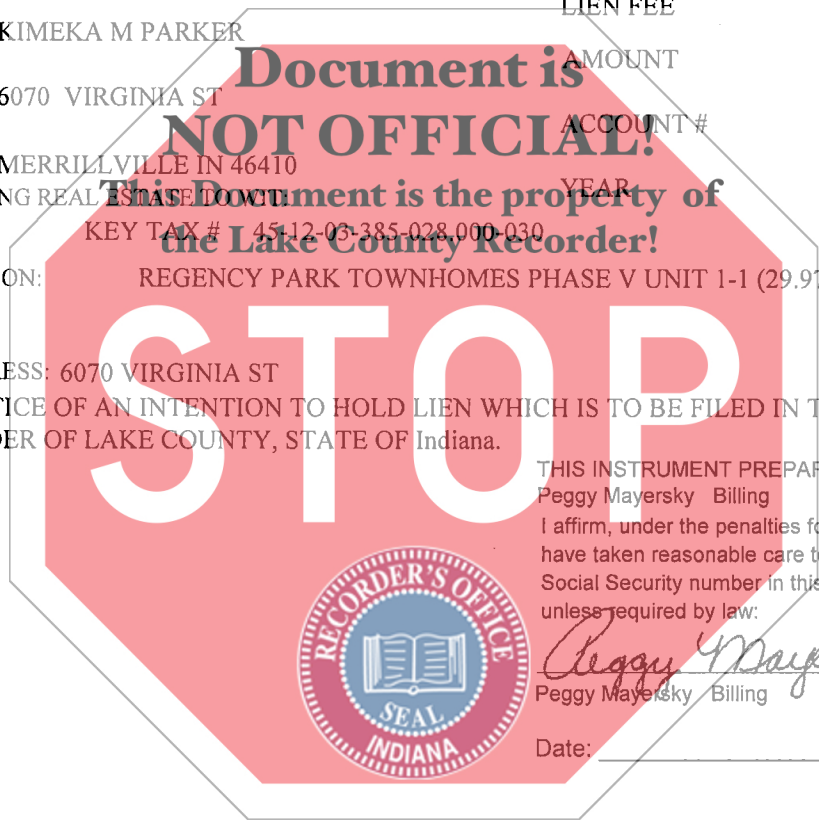 LIEN FEE
KIMEKA M PARKER
AMOUNT
Document is
6070 VIRGINIA ST
NOT OFFICIAL!
ACCOUNT #
MERRILLVILLE IN 46410
NG REAL ESTATE TO WIT:
YEAR
This Document is the property of
KEY TAX # 45-12-03-385-028.000-030
the Lake County Recorder!
ON: REGENCY PARK TOWNHOMES PHASE V UNIT 1-1 (29.97
STOP
ESS: 6070 VIRGINIA ST
ICE OF AN INTENTION TO HOLD LIEN WHICH IS TO BE FILED IN T
ER OF LAKE COUNTY, STATE OF Indiana.
THIS INSTRUMENT PREPAR
Peggy Mayersky Billing
I affirm, under the penalties fo
have taken reasonable care to
Social Security number in this
unless required by law:
Peggy Maye
Peggy Mayersky Billing
Date:
RECORDER'S OFFICE
SEAL
INDIANA